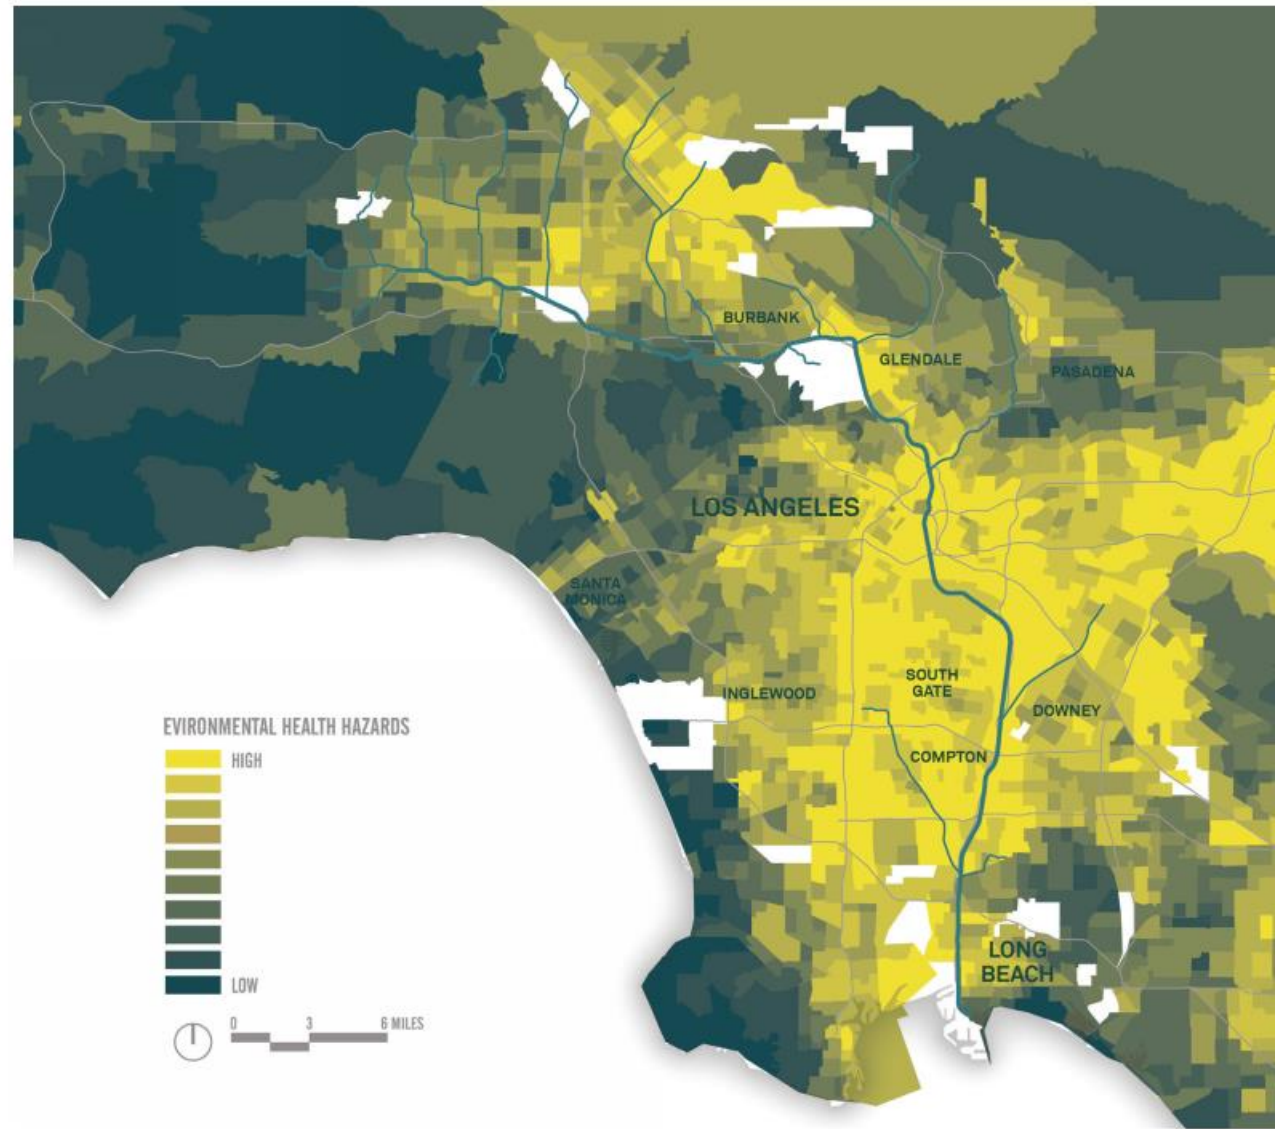 BURBANK
GLENDALE
PASADENA
LOS ANGELES
SANTA
MONICA
INGLEWOOD
SOUTH
GATE
DOWNEY
COMPTON
LONG
BEACH
EVIRONMENTAL HEALTH HAZARDS
HIGH
LOW
0 3 6 MILES